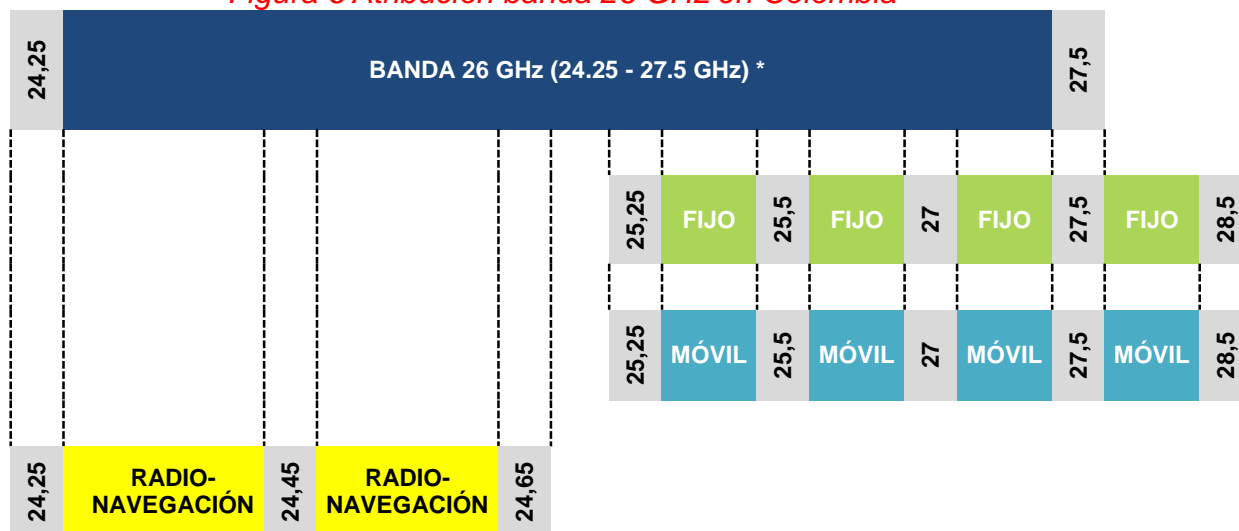 24,25
BANDA 26 GHz (24.25 - 27.5 GHz) *
27,5
25,25
FIJO
25,5
FIJO
27
FIJO
27,5
FIJO
28,5
25,25
MÓVIL
25,5
MÓVIL
27
MÓVIL
27,5
MÓVIL
28,5
24,25
RADIO-
NAVEGACIÓN
24,45
RADIO-
NAVEGACIÓN
24,65